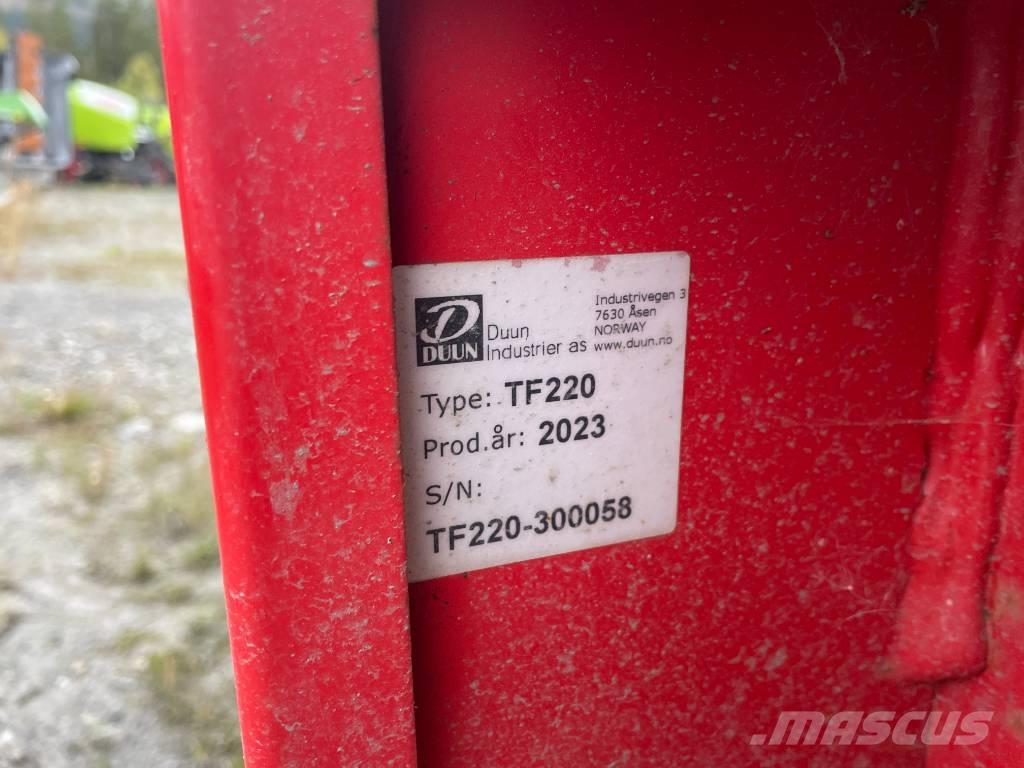 DUUN
Duun
Industrier as
Industrivegen 3
7630 Åsen
NORWAY
www.duun.no
Type: TF220
Prod.år: 2023
S/N:
TF220-300058
MASCUS